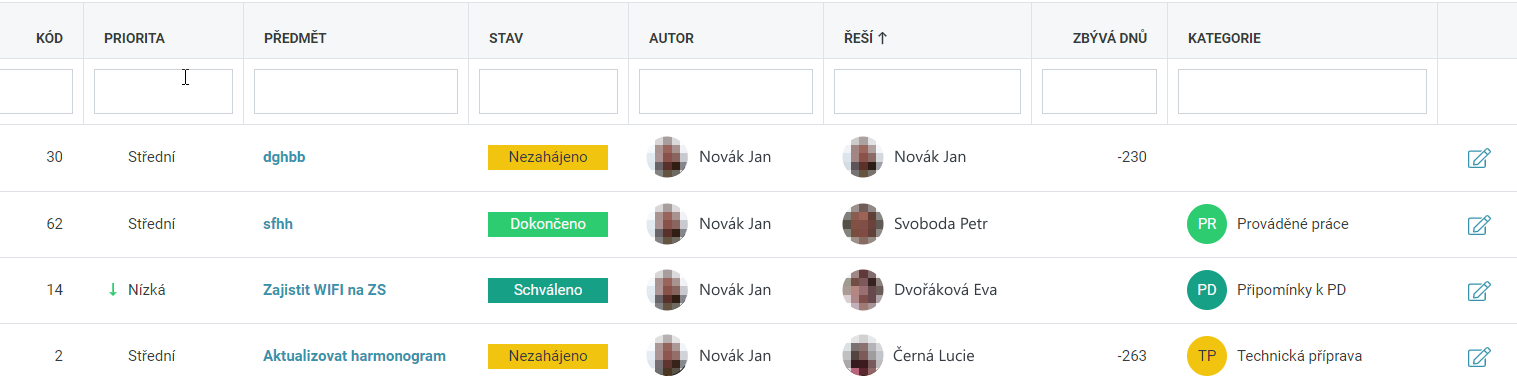 KÓD PRIORITA PŘEDMĚT STAV AUTOR ŘEŠÍ ↑ ZBÝVÁ DNŮ KATEGORIE
30 Střední dghbb Nezahájeno Novák Jan Novák Jan -230
62 Střední sfhh Dokončeno Novák Jan Svoboda Petr PR Prováděné práce
14 ↓ Nízká Zajistit WIFI na ZS Schváleno Novák Jan Dvořáková Eva PD Připomínky k PD
2 Střední Aktualizovat harmonogram Nezahájeno Novák Jan Černá Lucie -263 TP Technická příprava